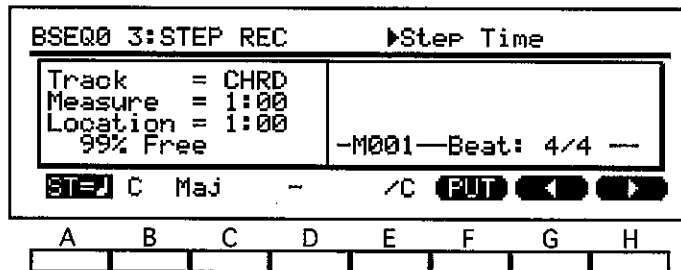 BSEQ0 3:STEP REC ▶Step Time
Track = CHRD
Measure = 1:00
Location = 1:00
99% Free
-M001--Beat: 4/4 --
ST=♩ C Maj - /C PUT ◀ ▶
A B C D E F G H